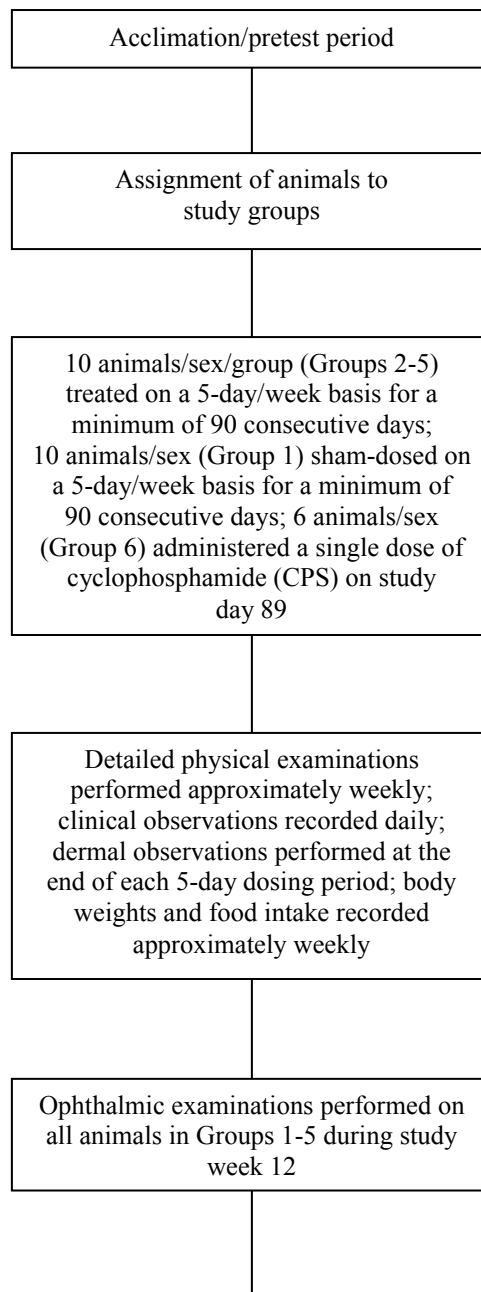 Acclimation/pretest period
Assignment of animals to
study groups
10 animals/sex/group (Groups 2-5)
treated on a 5-day/week basis for a
minimum of 90 consecutive days;
10 animals/sex (Group 1) sham-dosed on
a 5-day/week basis for a minimum of
90 consecutive days; 6 animals/sex
(Group 6) administered a single dose of
cyclophosphamide (CPS) on study
day 89
Detailed physical examinations
performed approximately weekly;
clinical observations recorded daily;
dermal observations performed at the
end of each 5-day dosing period; body
weights and food intake recorded
approximately weekly
Ophthalmic examinations performed on
all animals in Groups 1-5 during study
week 12